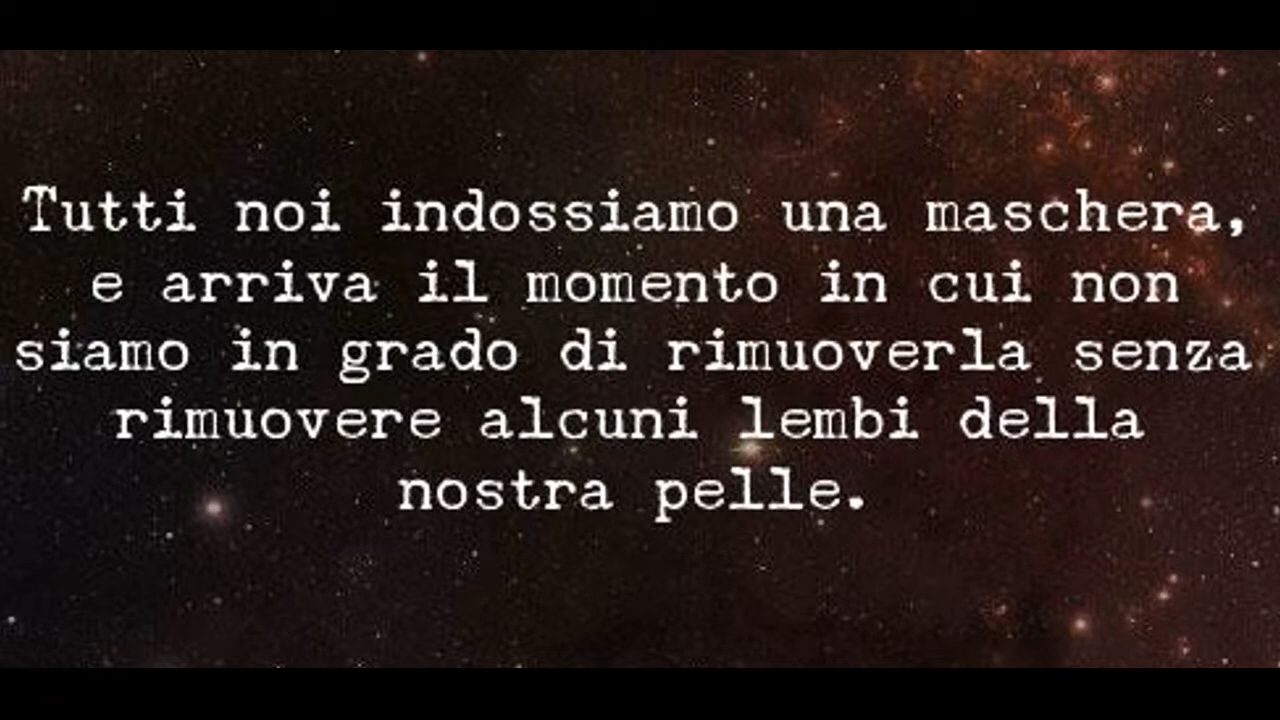 Tutti noi indossiamo una maschera,
e arriva il momento in cui non
siamo in grado di rimuoverla senza
rimuovere alcuni lembi della
nostra pelle.